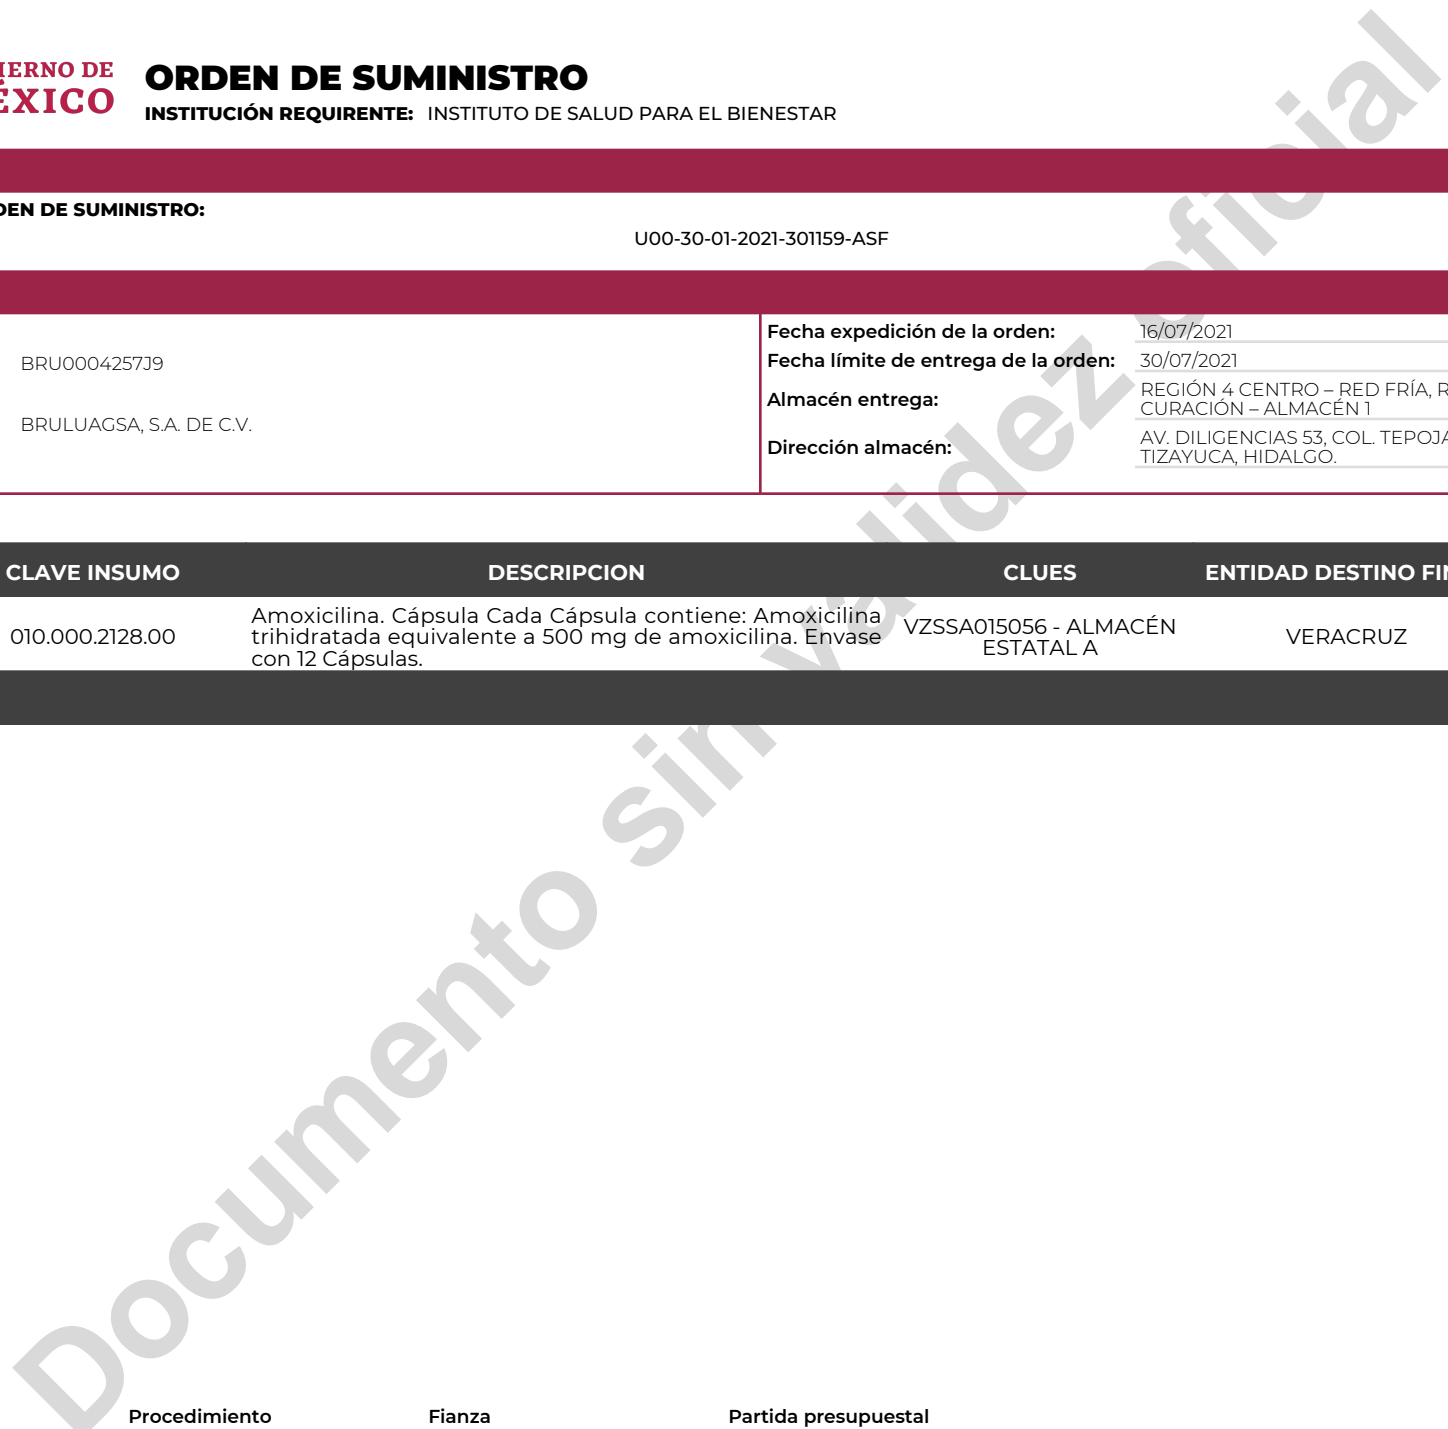 IERNO DE
ÉXICO
ORDEN DE SUMINISTRO
INSTITUCIÓN REQUIRENTE: INSTITUTO DE SALUD PARA EL BIENESTAR
DEN DE SUMINISTRO:
U00-30-01-2021-301159-ASF
BRU0004257J9
BRULUAGSA, S.A. DE C.V.
Fecha expedición de la orden: 16/07/2021
Fecha límite de entrega de la orden: 30/07/2021
Almacén entrega: REGIÓN 4 CENTRO – RED FRÍA, R
CURACIÓN – ALMACÉN 1
Dirección almacén: AV. DILIGENCIAS 53, COL. TEPOJA
TIZAYUCA, HIDALGO.
CLAVE INSUMO DESCRIPCION CLUES ENTIDAD DESTINO FIN
010.000.2128.00
Amoxicilina. Cápsula Cada Cápsula contiene: Amoxicilina
trihidratada equivalente a 500 mg de amoxicilina. Envase
con 12 Cápsulas.
VZSSA015056 - ALMACÉN
ESTATAL A
VERACRUZ
Documento sin validez oficial
Procedimiento Fianza Partida presupuestal